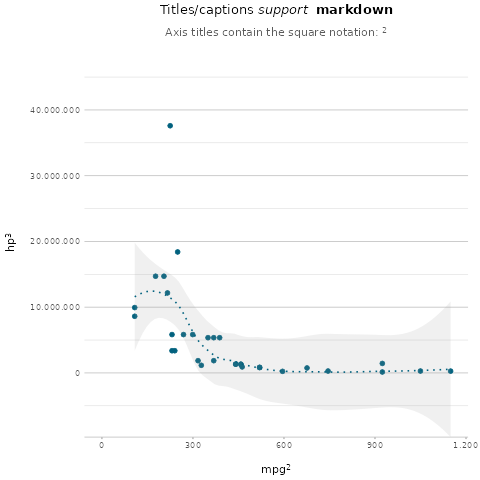 Titles/captions support markdown
Axis titles contain the square notation: ²
40.000.000
30.000.000
20.000.000
10.000.000
0
hp³
0 300 600 900 1.200
mpg²